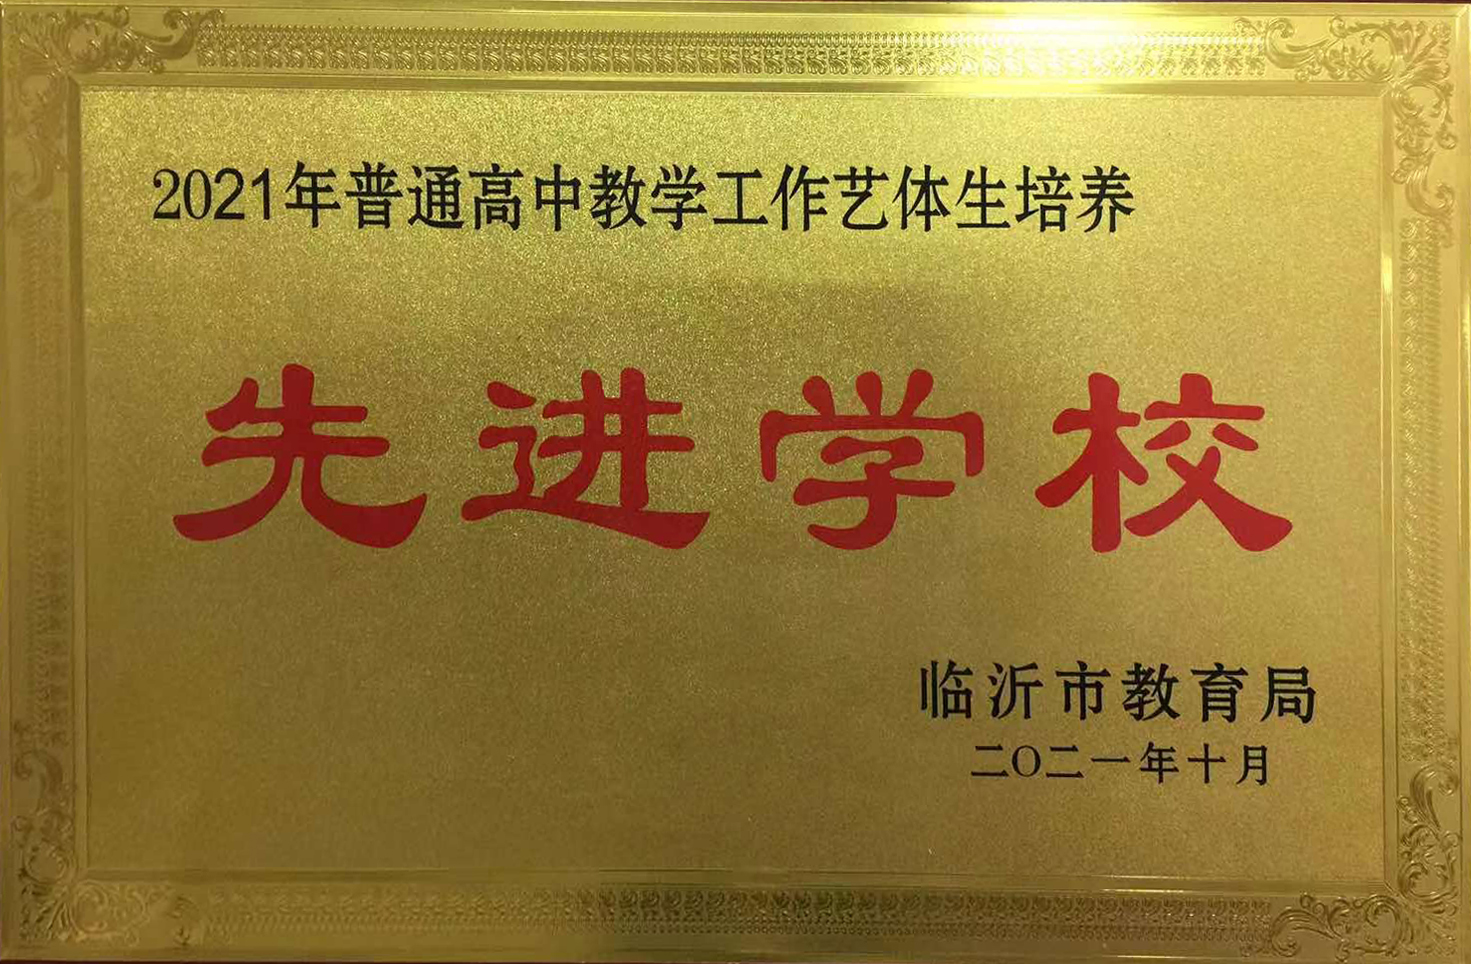 2021年普通高中教学工作艺体生培养
先进学校
临沂市教育局
二〇二一年十月